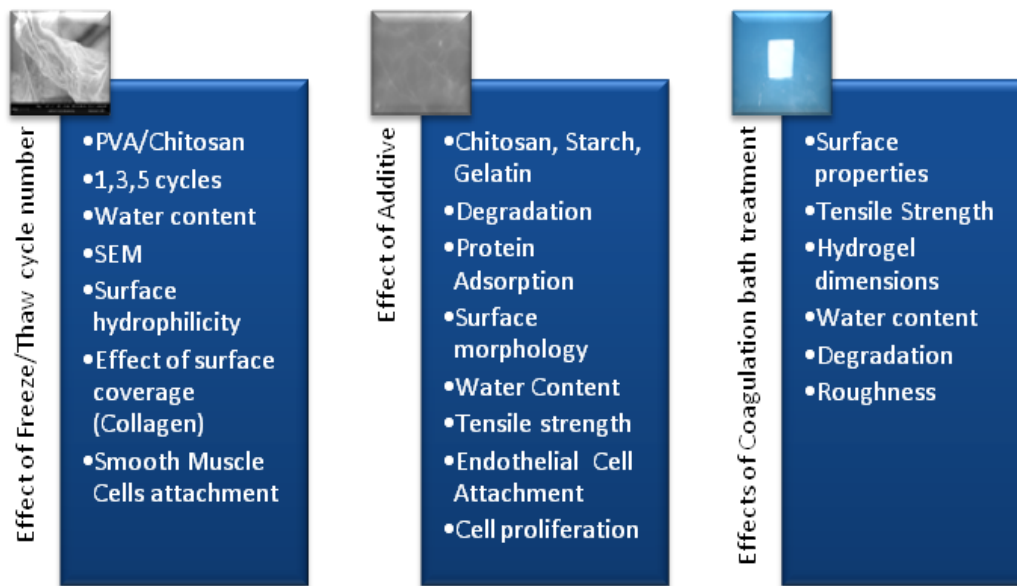 Effect of Freeze/Thaw cycle number
•PVA/Chitosan
•1,3,5 cycles
•Water content
•SEM
•Surface
hydrophilicity
•Effect of surface
coverage
(Collagen)
•Smooth Muscle
Cells attachment
Effect of Additive
•Chitosan, Starch,
Gelatin
•Degradation
•Protein
Adsorption
•Surface
morphology
•Water Content
•Tensile strength
•Endothelial Cell
Attachment
•Cell proliferation
Effects of Coagulation bath treatment
•Surface
properties
•Tensile Strength
•Hydrogel
dimensions
•Water content
•Degradation
•Roughness